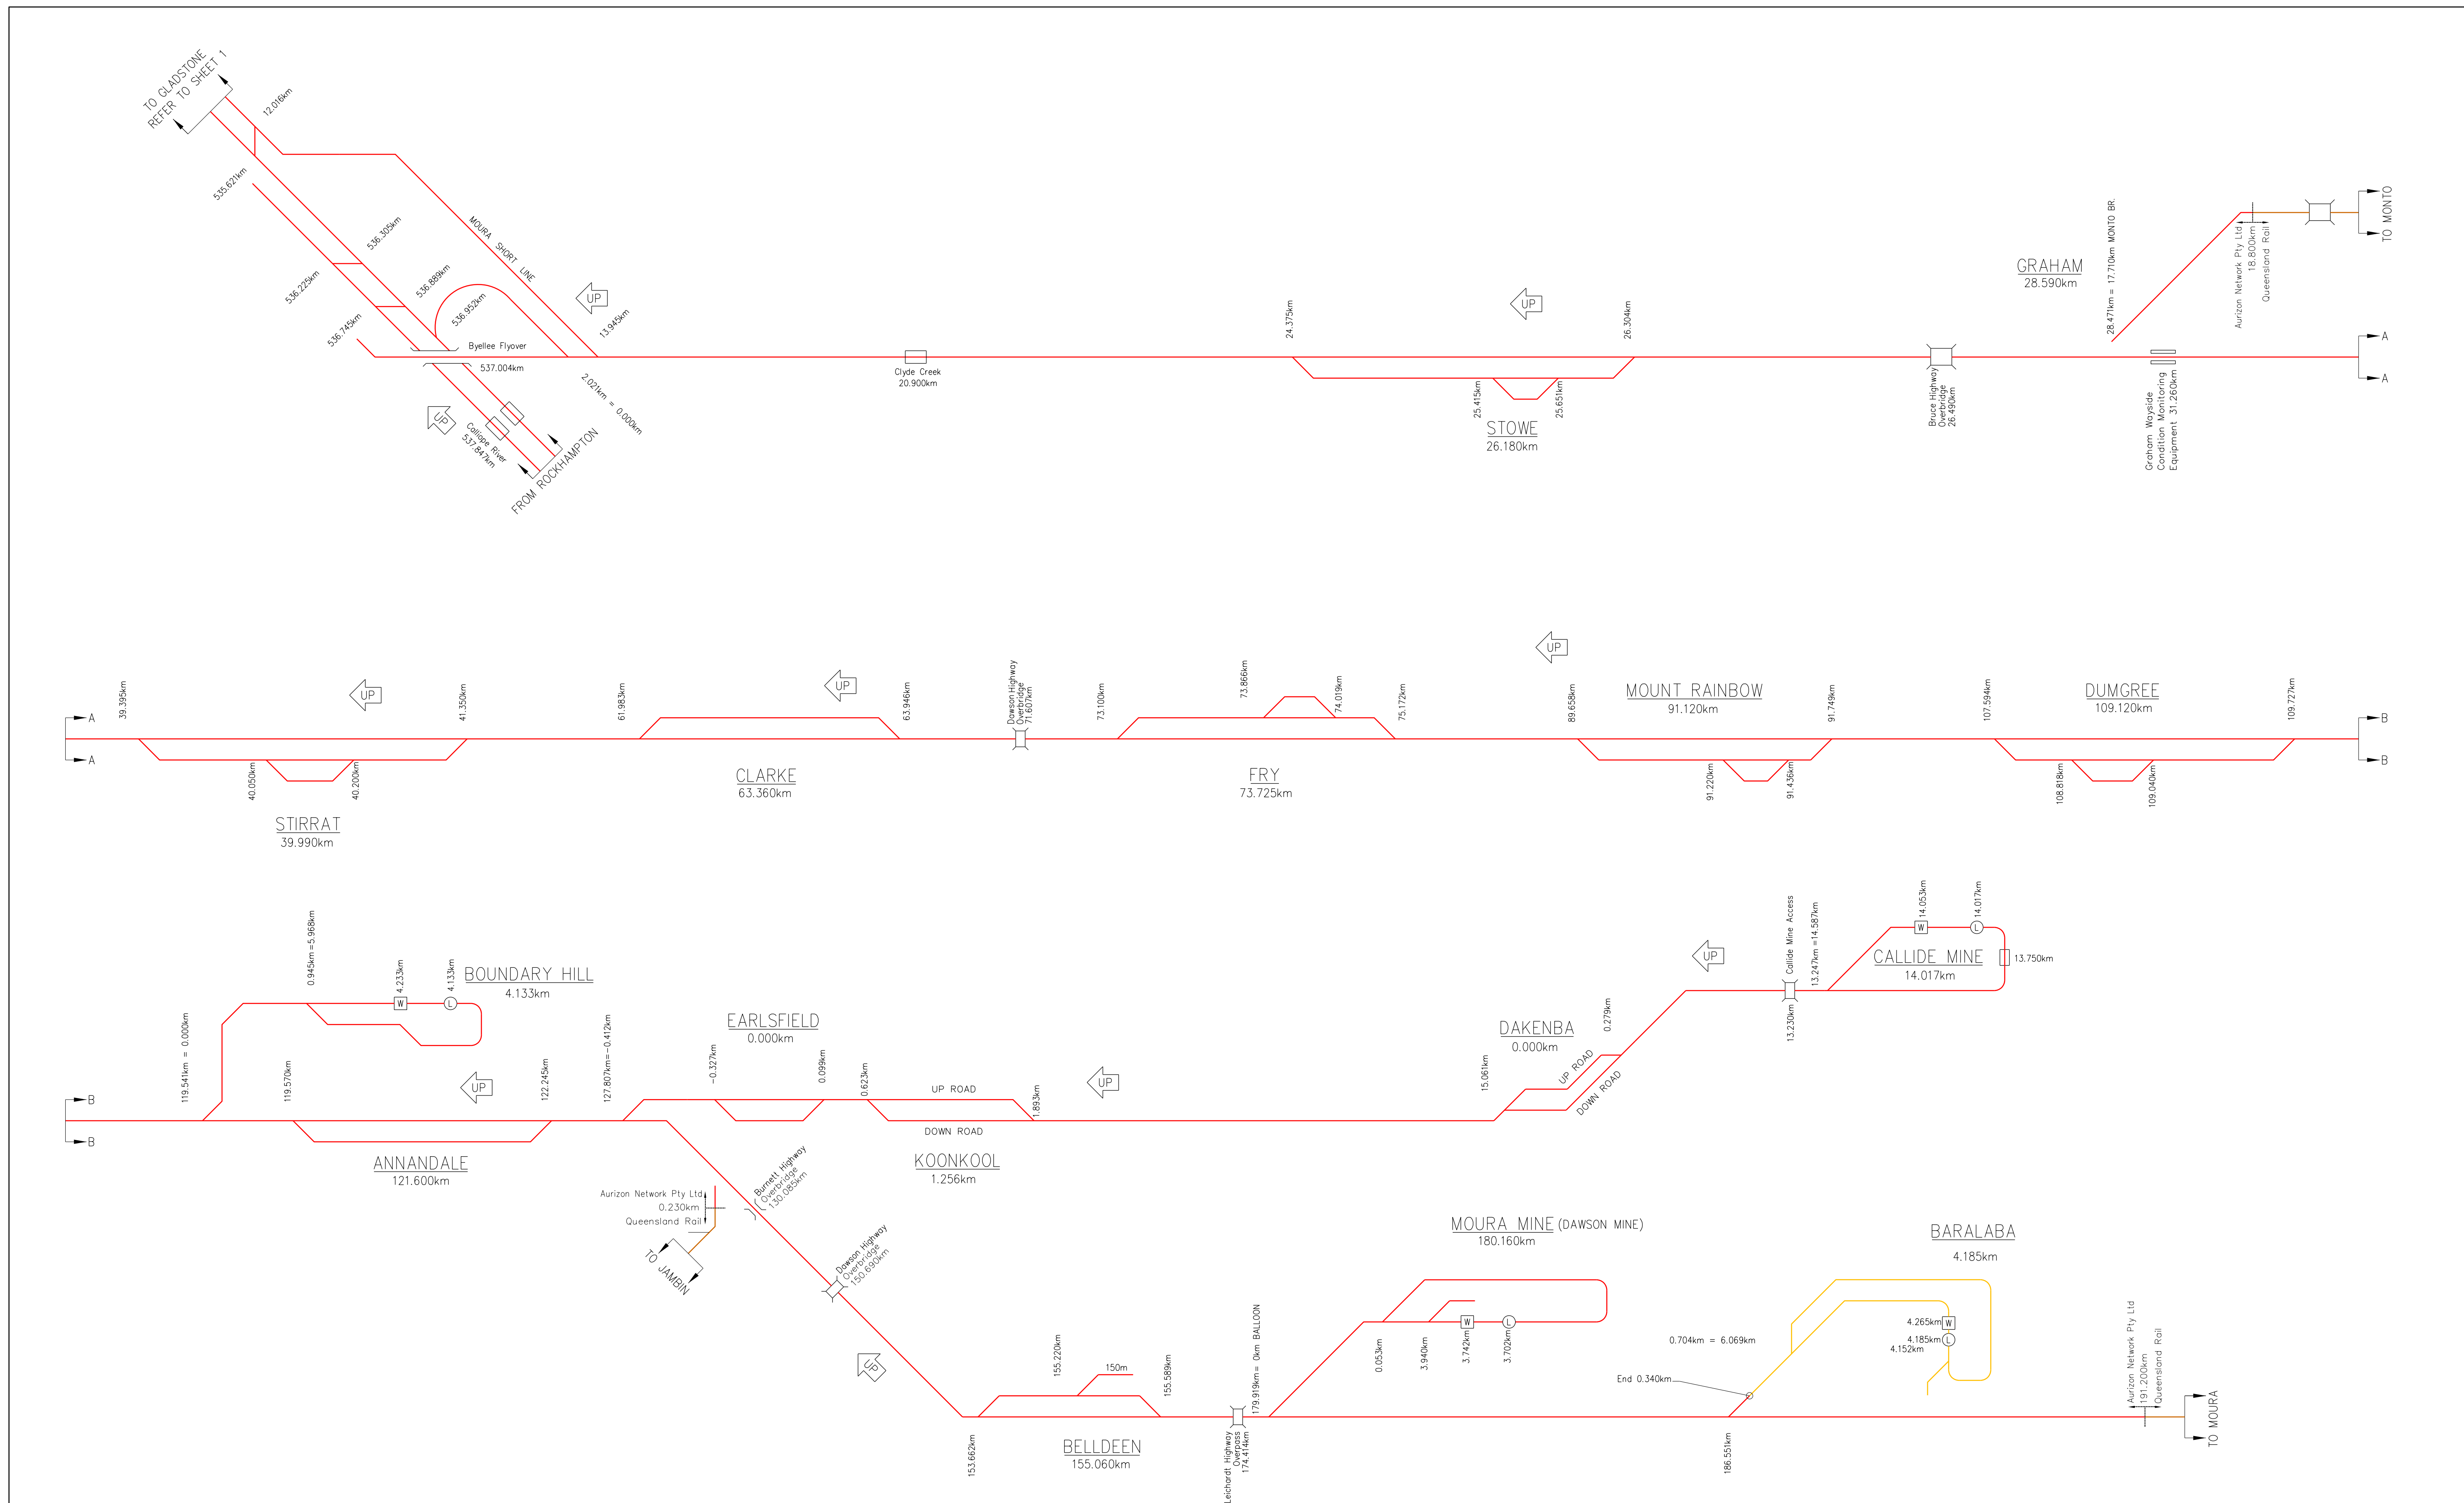 TO GLADSTONE
REFER TO SHEET 1
12.016km
535.621km
536.305km
536.225km
536.889km
536.952km
536.745km
MOURA SHORT LINE
UP
13.945km
Byellee Flyover
537.004km
2.021km = 0.000km
UP
Calliope River
537.847km
FROM ROCKHAMPTON
Clyde Creek
20.900km
24.375km
UP
26.304km
25.415km
25.651km
STOWE
26.180km
Bruce Highway
Overbridge
26.490km
GRAHAM
28.590km
28.471km = 17.710km MONTO BR.
Aurizon Network Pty Ltd
18.800km
Queensland Rail
TO MONTO
Graham Wayside
Condition Monitoring
Equipment 31.260km
A
A
A
A
39.395km
UP
41.350km
40.050km
40.200km
STIRRAT
39.990km
61.983km
UP
63.946km
CLARKE
63.360km
Dawson Highway
Overbridge
71.607km
73.100km
73.866km
74.019km
75.172km
FRY
73.725km
UP
89.658km
MOUNT RAINBOW
91.120km
91.749km
91.220km
91.436km
107.594km
DUMGREE
109.120km
109.727km
108.818km
109.040km
B
B
B
B
119.541km = 0.000km
0.945km =5.968km
4.233km
W
4.133km
L
BOUNDARY HILL
4.133km
119.570km
UP
122.245km
ANNANDALE
121.600km
127.807km=-0.412km
EARLSFIELD
0.000km
-0.327km
0.099km
0.623km
UP ROAD
DOWN ROAD
1.893km
KOONKOOL
1.256km
UP
15.061km
DAKENBA
0.000km
0.279km
UP ROAD
DOWN ROAD
UP
Callide Mine Access
13.230km
13.247km =14.587km
14.053km
W
14.017km
L
CALLIDE MINE
14.017km
13.750km
Aurizon Network Pty Ltd
0.230km
Queensland Rail
TO JAMBIN
Burnett Highway
Overbridge
130.085km
Dawson Highway
Overbridge
150.690km
UP
153.662km
155.220km
150m
155.589km
BELLDEEN
155.060km
Leichardt Highway
Overpass
174.414km
179.919km= 0km BALLOON
MOURA MINE (DAWSON MINE)
180.160km
0.053km
3.940km
W
3.742km
L
3.702km
End 0.340km
0.704km = 6.069km
186.551km
BARALABA
4.185km
4.265km W
4.185km L
4.152km
Aurizon Network Pty Ltd
191.200km
Queensland Rail
TO MOURA